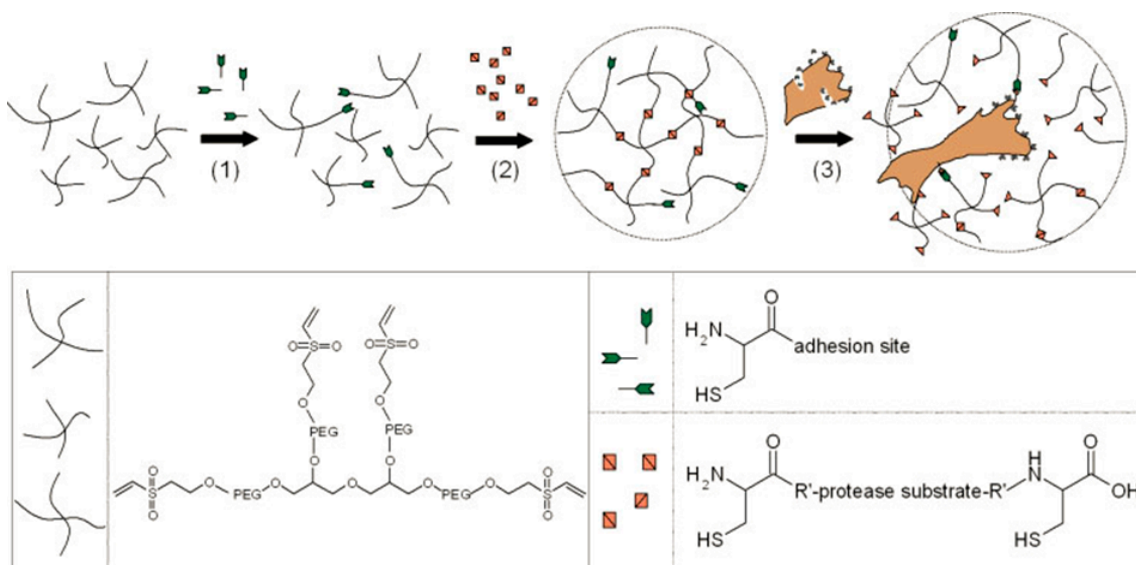 (1)
(2)
(3)
O=S=O
O=S=O
O
O
PEG
PEG
O
O
O
S
O
O
PEG
O
O
O
PEG
O
O
S
O
H₂N
O
adhesion site
HS
H₂N
O
R'-protease substrate-R'
H
N
O
OH
HS
HS